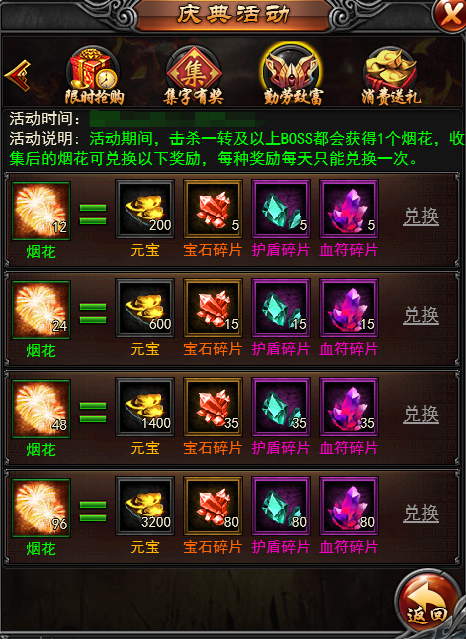 庆典活动
集
限时抢购 集字有奖 勤劳致富 消费送礼
活动时间：
活动说明：活动期间，击杀一转及以上BOSS都会获得1个烟花，收
集后的烟花可兑换以下奖励，每种奖励每天只能兑换一次。
12 200 5 5 5 兑换
烟花 元宝 宝石碎片 护盾碎片 血符碎片
24 600 15 15 15 兑换
烟花 元宝 宝石碎片 护盾碎片 血符碎片
48 1400 35 35 35 兑换
烟花 元宝 宝石碎片 护盾碎片 血符碎片
96 3200 80 80 80 兑换
烟花 元宝 宝石碎片 护盾碎片 血符碎片
返回